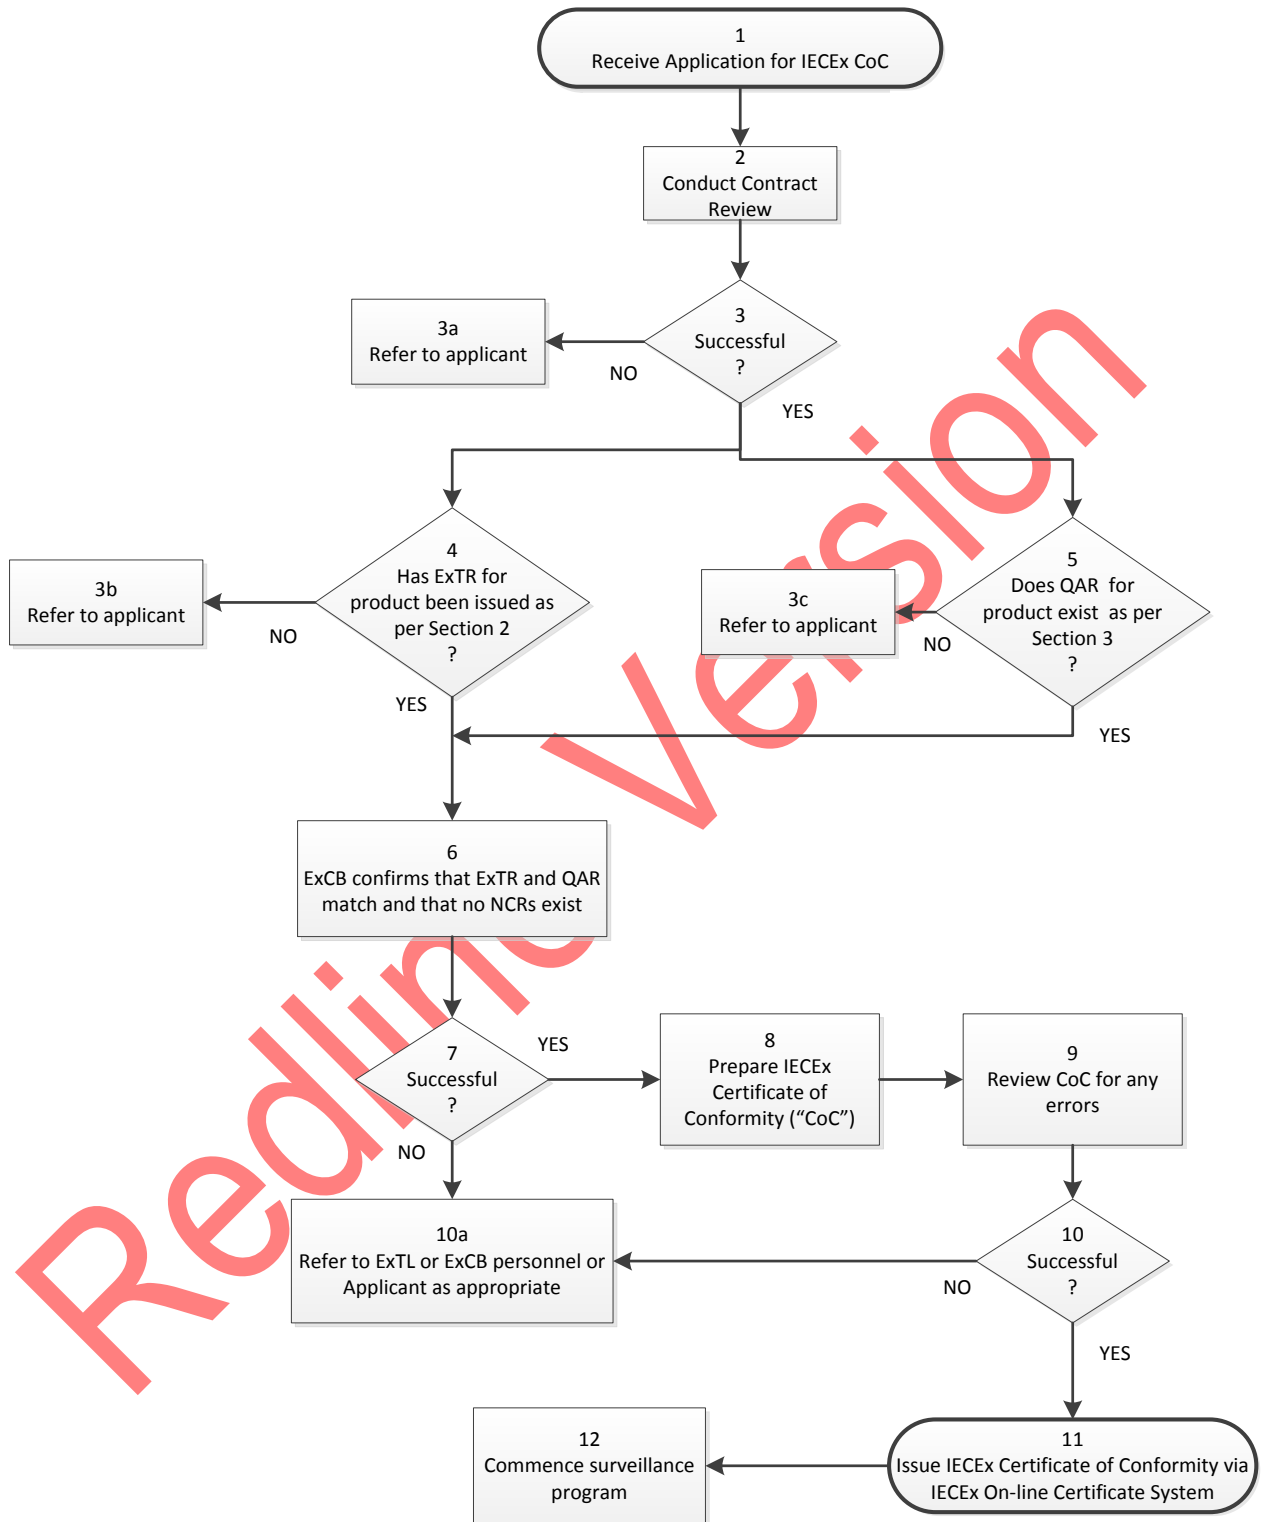 1
Receive Application for IECEx CoC
2
Conduct Contract
Review
3
Successful
?
3a
Refer to applicant
NO
YES
4
Has ExTR for
product been issued as
per Section 2
?
3b
Refer to applicant
NO
YES
5
Does QAR for
product exist as per
Section 3
?
3c
Refer to applicant
NO
YES
6
ExCB confirms that ExTR and QAR
match and that no NCRs exist
7
Successful
?
YES
NO
8
Prepare IECEx
Certificate of
Conformity (“CoC”)
9
Review CoC for any
errors
10
Successful
?
NO
YES
10a
Refer to ExTL or ExCB personnel or
Applicant as appropriate
11
Issue IECEx Certificate of Conformity via
IECEx On-line Certificate System
12
Commence surveillance
program
Redline Version